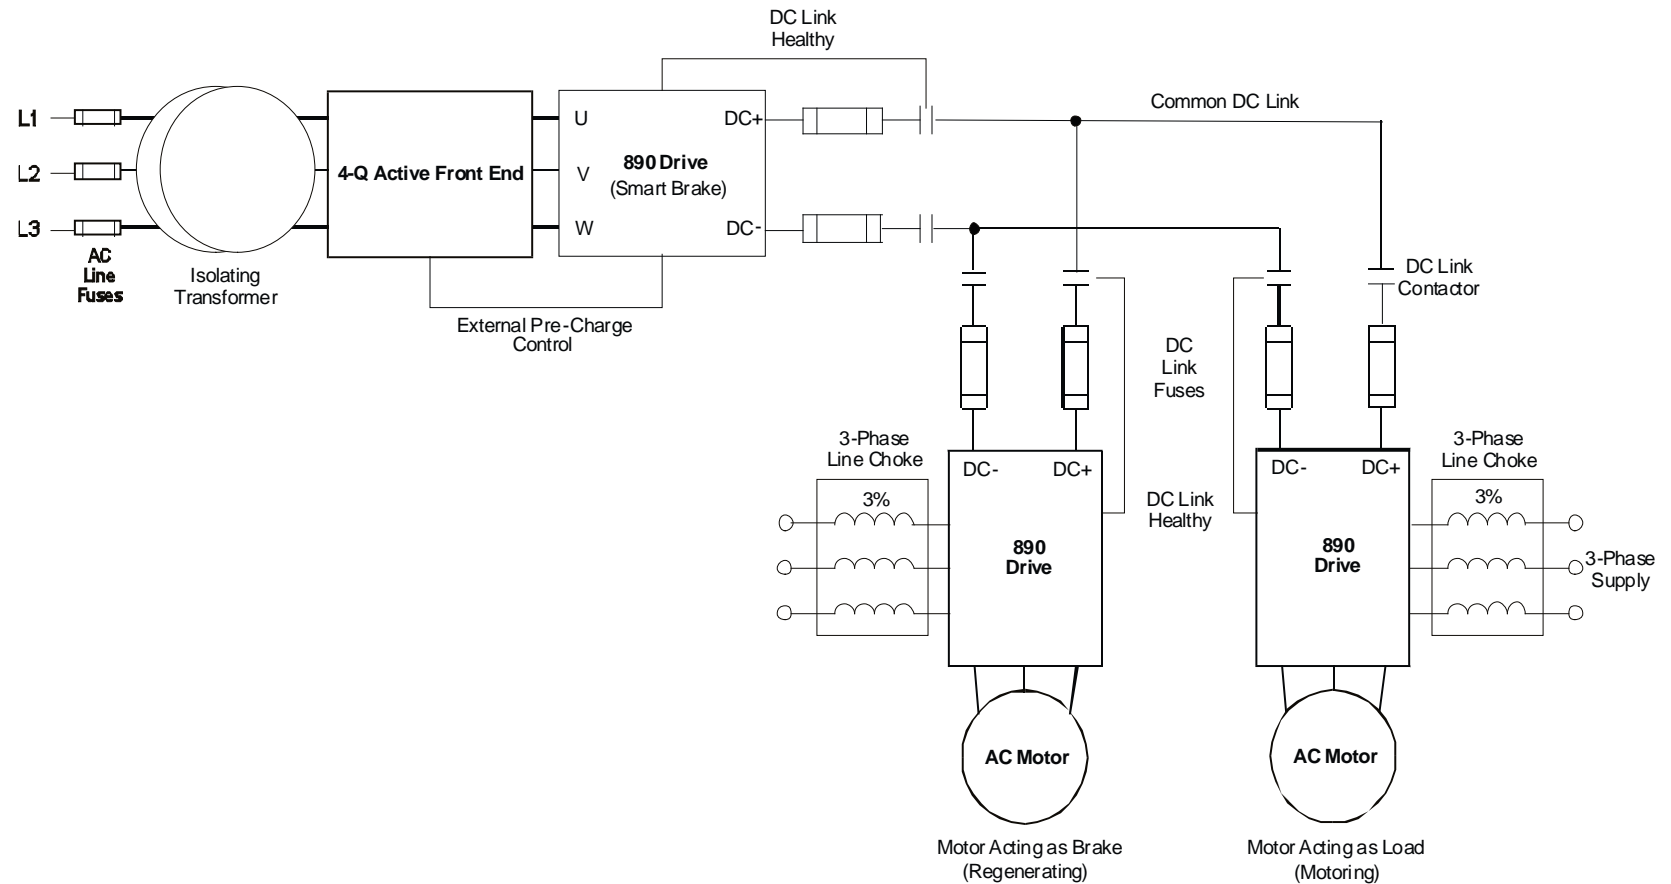 DC Link
Healthy
L1
L2
L3
AC
Line
Fuses
Isolating
Transformer
4-Q Active Front End
External Pre-Charge
Control
U
V
W
890 Drive
(Smart Brake)
DC+
DC-
Common DC Link
DC Link
Contactor
DC
Link
Fuses
3-Phase
Line Choke
3%
DC-
DC+
890
Drive
DC Link
Healthy
DC-
DC+
890
Drive
3-Phase
Line Choke
3%
3-Phase
Supply
AC Motor
AC Motor
Motor Acting as Brake
(Regenerating)
Motor Acting as Load
(Motoring)